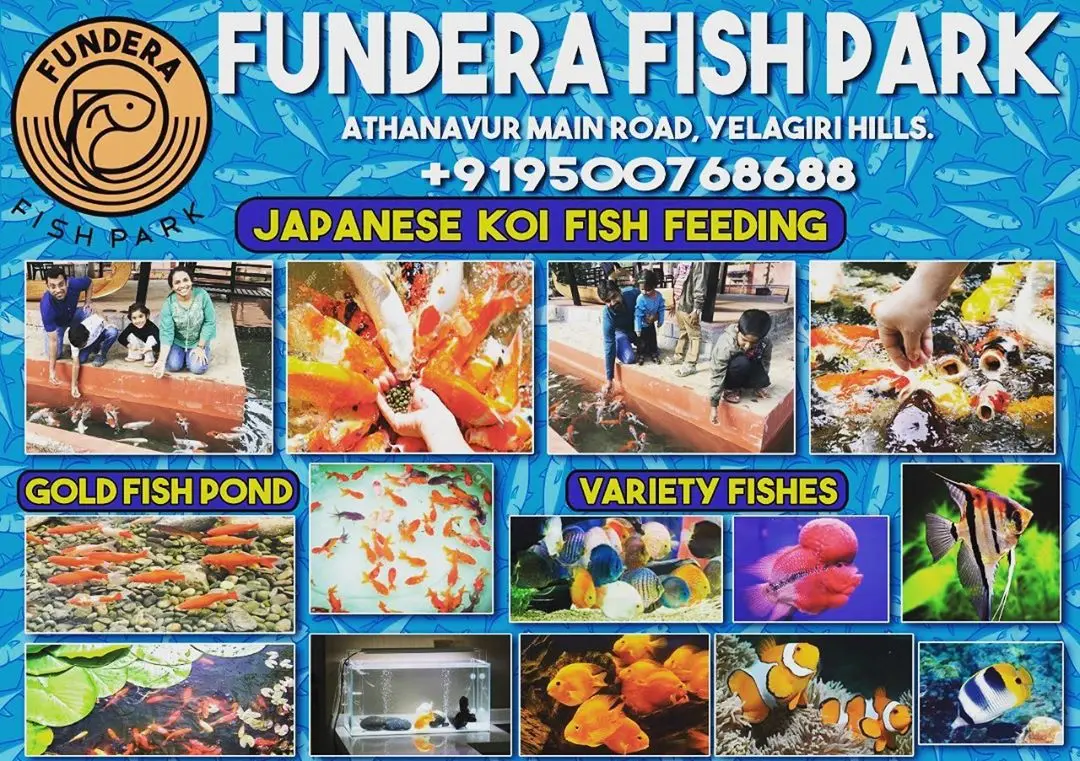 FUNDERA
FISH PARK
FUNDERA FISH PARK
ATHANAVUR MAIN ROAD, YELAGIRI HILLS.
+919500768688
JAPANESE KOI FISH FEEDING
GOLD FISH POND
VARIETY FISHES